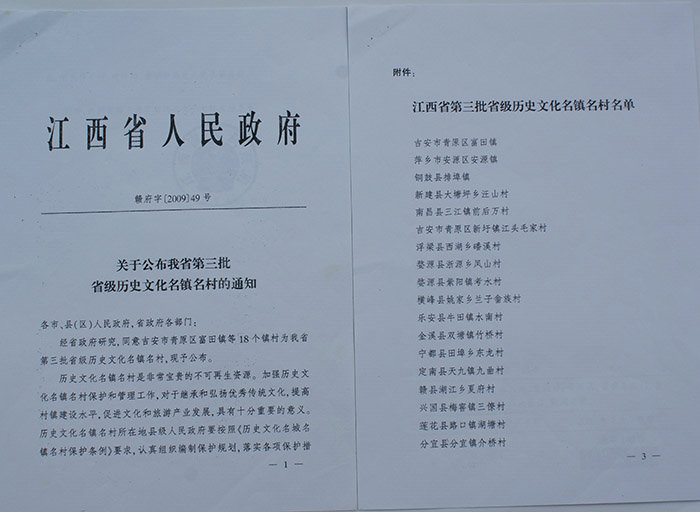 江西省人民政府
赣府字[2009]49号
关于公布我省第三批
省级历史文化名镇名村的通知
各市、县(区)人民政府,省政府各部门:
经省政府研究,同意吉安市青原区富田镇等18个镇村为我省
第三批省级历史文化名镇名村,现予公布。
历史文化名镇名村是非常宝贵的不可再生资源。加强历史文
化名镇名村保护和管理工作,对于继承和弘扬优秀传统文化,提高
村镇建设水平,促进文化和旅游产业发展,具有十分重要的意义。
历史文化名镇名村所在地县级人民政府要按照《历史文化名城名
镇名村保护条例》要求,认真组织编制保护规划,落实各项保护措
— 1 —
附件:
江西省第三批省级历史文化名镇名村名单
吉安市青原区富田镇
萍乡市安源区安源镇
铜鼓县排埠镇
新建县大塘坪乡汪山村
南昌县三江镇前后万村
吉安市青原区新圩镇江头毛家村
浮梁县西湖乡磻溪村
婺源县浙源乡凤山村
婺源县紫阳镇考水村
横峰县姚家乡兰子畲族村
乐安县牛田镇水南村
金溪县双塘镇竹桥村
宁都县田埠乡东龙村
定南县天九镇九曲村
赣县湖江乡夏府村
兴国县梅窖镇三僚村
莲花县路口镇湖塘村
分宜县分宜镇介桥村
— 3 —